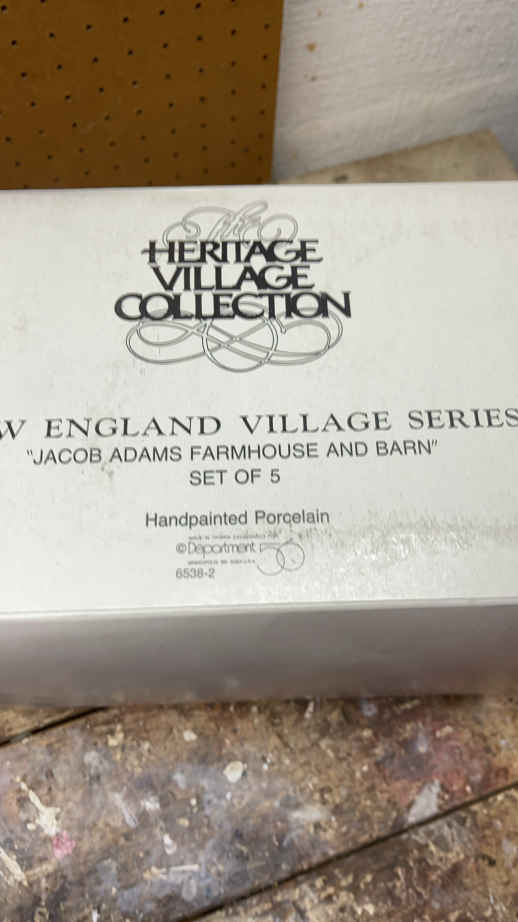 The
HERITAGE
VILLAGE
COLLECTION
W ENGLAND VILLAGE SERIES
"JACOB ADAMS FARMHOUSE AND BARN"
SET OF 5
Handpainted Porcelain
©Department 56
6538-2